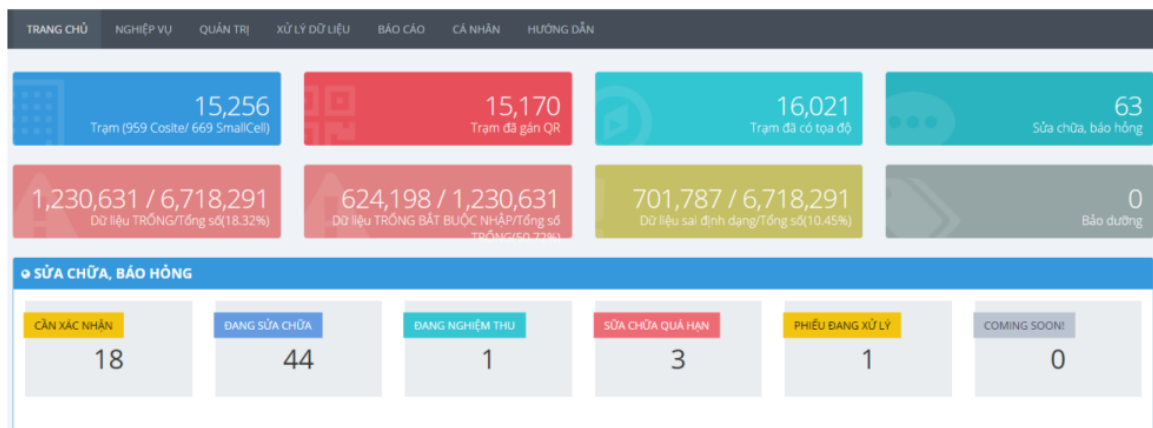 TRANG CHỦ NGHIỆP VỤ QUẢN TRỊ XỬ LÝ DỮ LIỆU BÁO CÁO CÁ NHÂN HƯỚNG DẪN
15,256
Trạm (959 Cosite/ 669 SmallCell)
15,170
Trạm đã gán QR
16,021
Trạm đã có tọa độ
63
Sửa chữa, báo hỏng
1,230,631 / 6,718,291
Dữ liệu TRỐNG/Tổng số(18.32%)
624,198 / 1,230,631
Dữ liệu TRỐNG BẮT BUỘC NHẬP/Tổng số
TRỐNG(50.72%)
701,787 / 6,718,291
Dữ liệu sai định dạng/Tổng số(10.45%)
0
Bảo dưỡng
SỬA CHỮA, BÁO HỎNG
CẦN XÁC NHẬN
18
ĐANG SỬA CHỮA
44
ĐANG NGHIỆM THU
1
SỮA CHỮA QUÁ HẠN
3
PHIẾU ĐANG XỬ LÝ
1
COMING SOON!
0